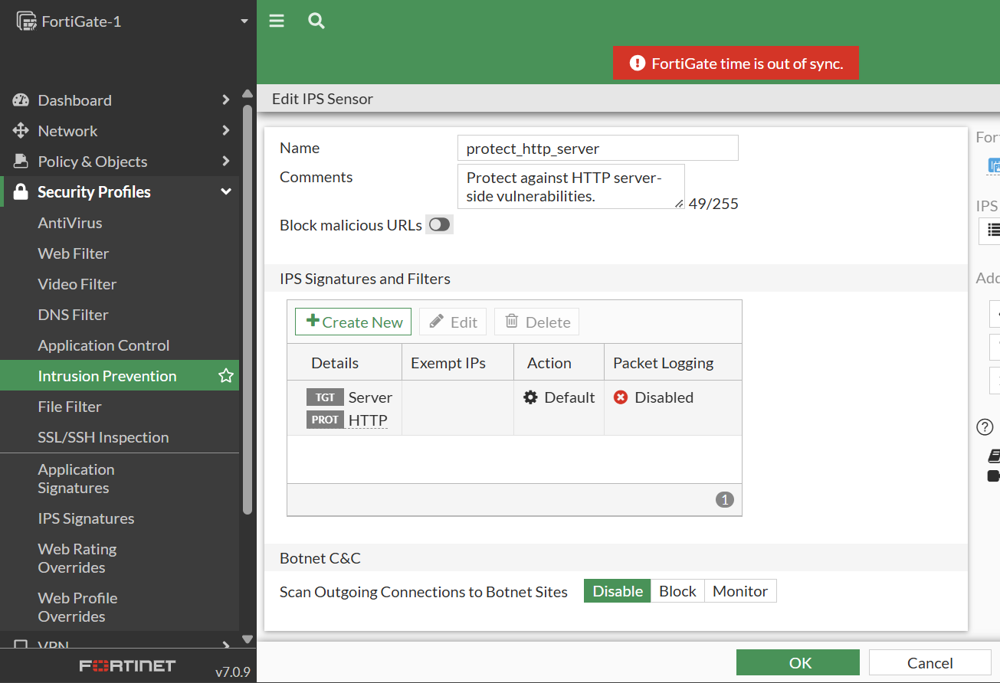 FortiGate-1
FortiGate time is out of sync.
Dashboard
Network
Policy & Objects
Security Profiles
AntiVirus
Web Filter
Video Filter
DNS Filter
Application Control
Intrusion Prevention
File Filter
SSL/SSH Inspection
Application
Signatures
IPS Signatures
Web Rating
Overrides
Web Profile
Overrides
VPN
FORTINET
v7.0.9
Edit IPS Sensor
Name
protect_http_server
Comments
Protect against HTTP server-
side vulnerabilities.
49/255
Block malicious URLs
IPS Signatures and Filters
Create New Edit Delete
Details Exempt IPs Action Packet Logging
TGT Server Default Disabled
PROT HTTP
1
Botnet C&C
Scan Outgoing Connections to Botnet Sites Disable Block Monitor
OK Cancel
IPS